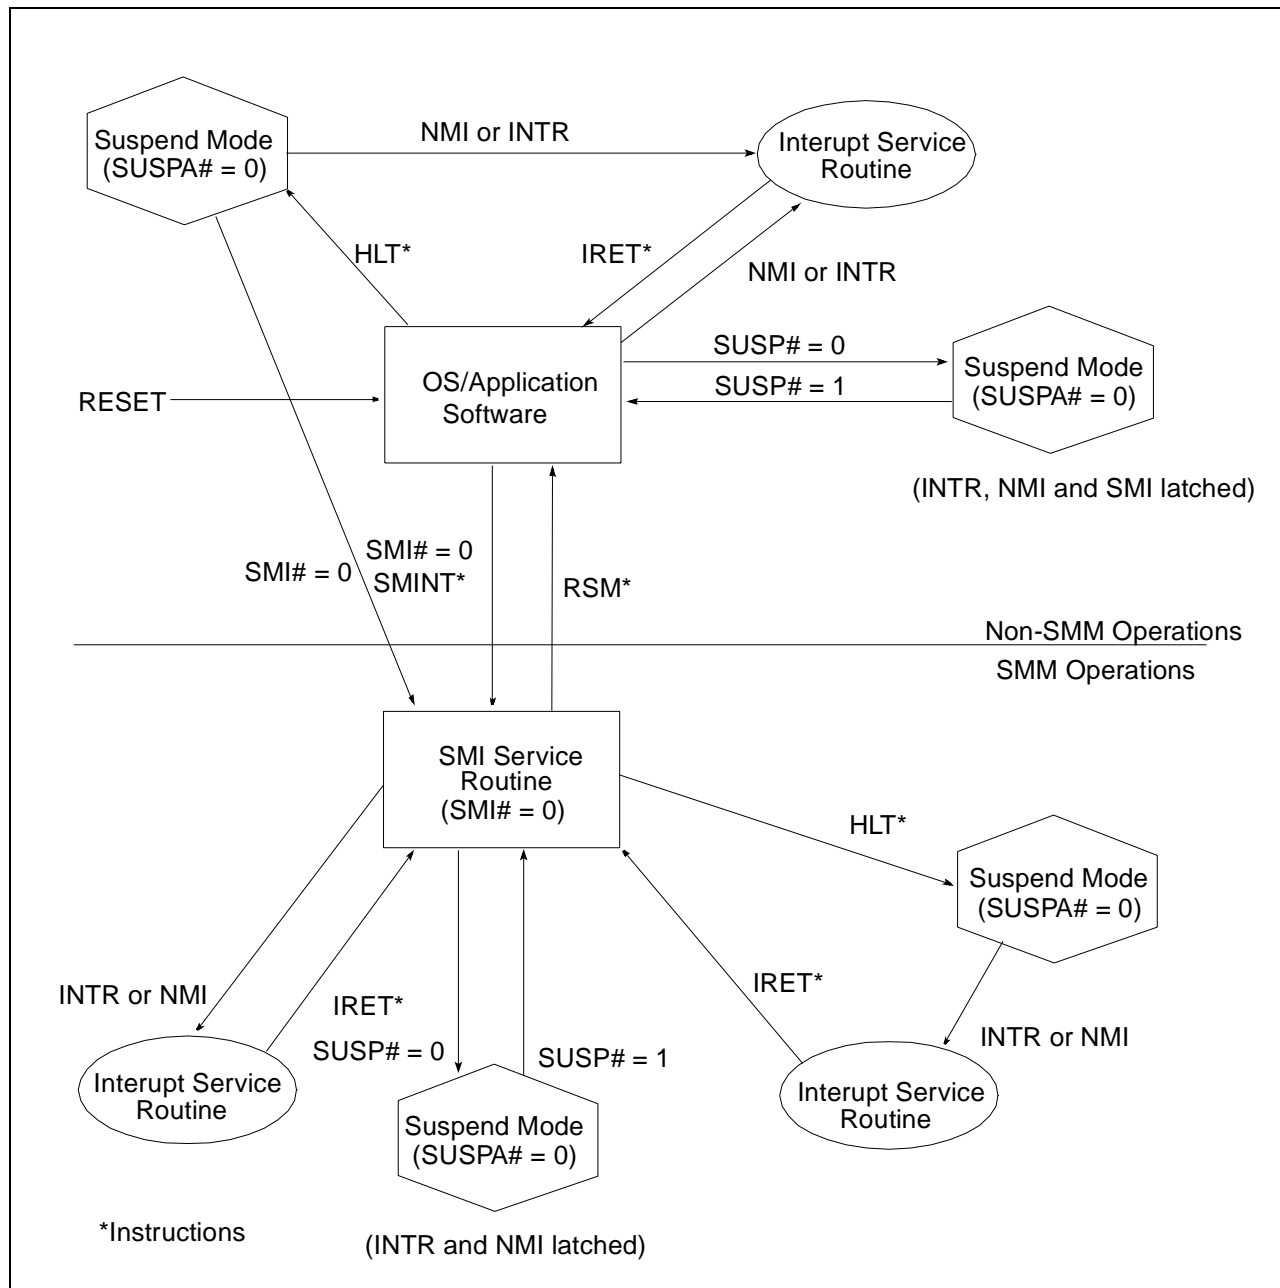 Suspend Mode
(SUSPA# = 0)
NMI or INTR
Interupt Service
Routine
HLT*
IRET*
NMI or INTR
SUSP# = 0
SUSP# = 1
Suspend Mode
(SUSPA# = 0)
(INTR, NMI and SMI latched)
RESET
OS/Application
Software
SMI# = 0
SMI# = 0
SMINT*
RSM*
Non-SMM Operations
SMM Operations
SMI Service
Routine
(SMI# = 0)
HLT*
Suspend Mode
(SUSPA# = 0)
INTR or NMI
IRET*
IRET*
INTR or NMI
SUSP# = 0
SUSP# = 1
Interupt Service
Routine
Suspend Mode
(SUSPA# = 0)
Interupt Service
Routine
*Instructions
(INTR and NMI latched)